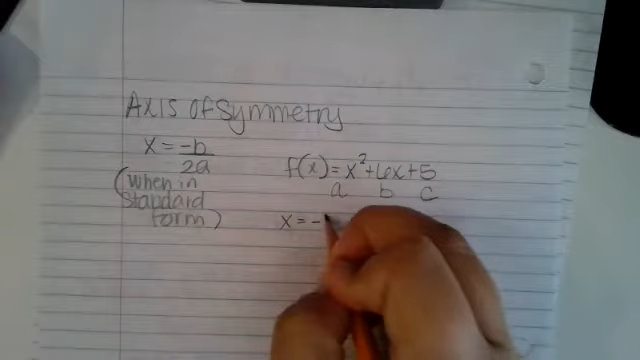 Axis of Symmetry
x = -b
2a
(when in
standard
form)
f(x) = x² + 6x + 5
a b c
x = -